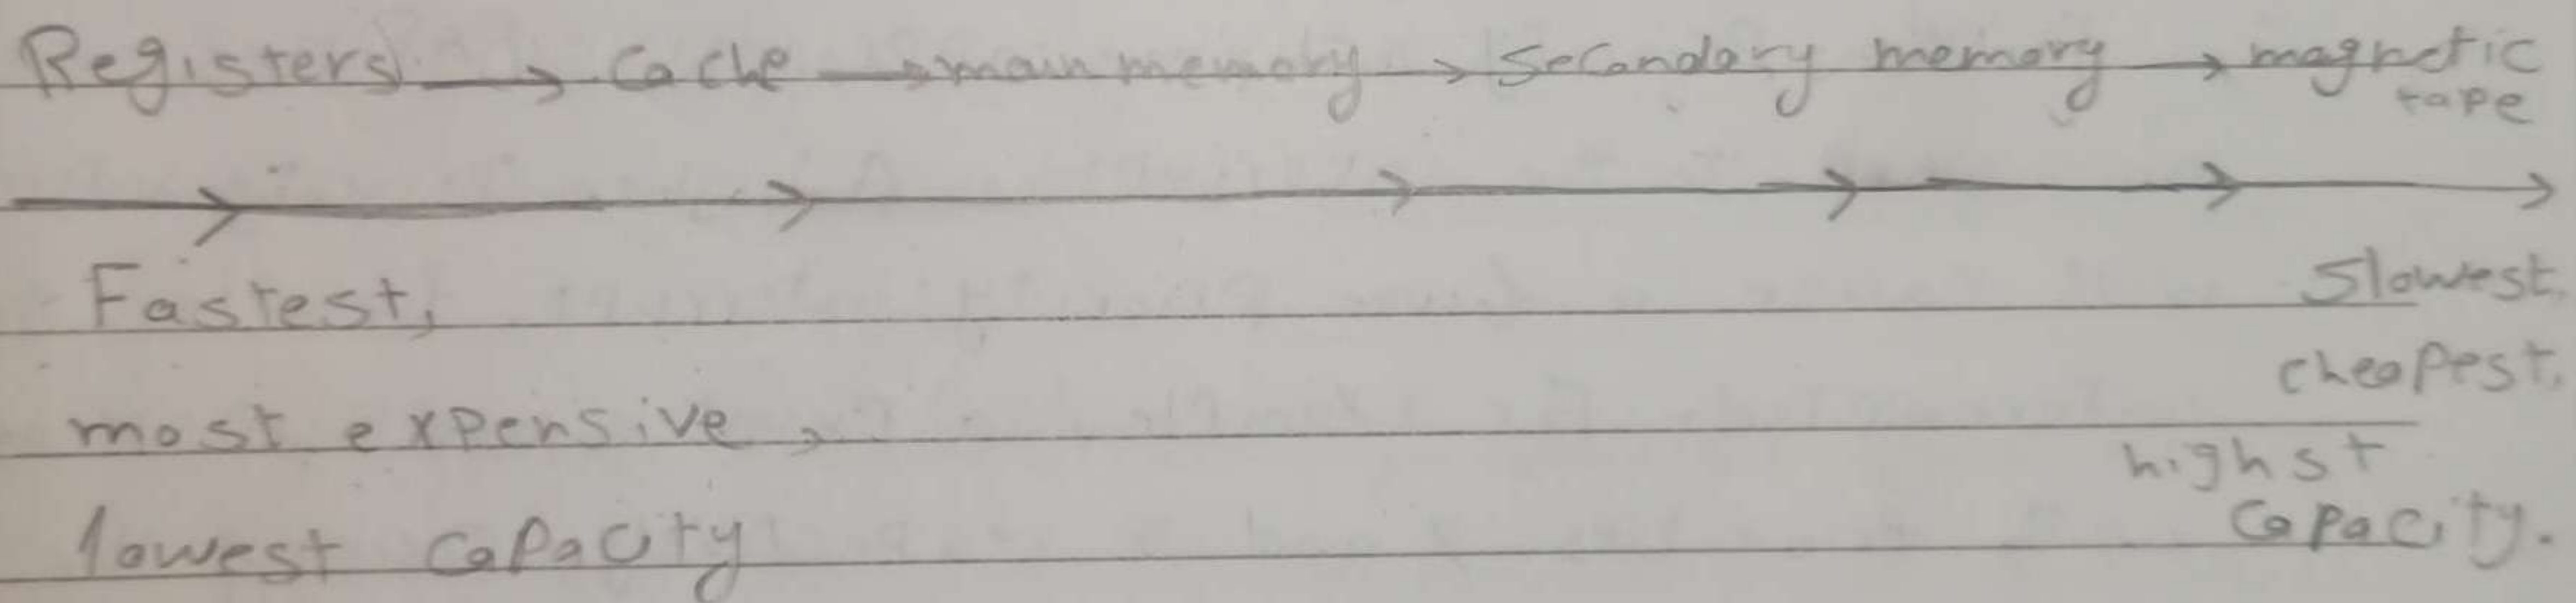 Registers → Cache → main memory → Secondary memory → magnetic
tape
Fastest, slowest,
cheapest,
most expensive,
highst
lowest capacity capacity.